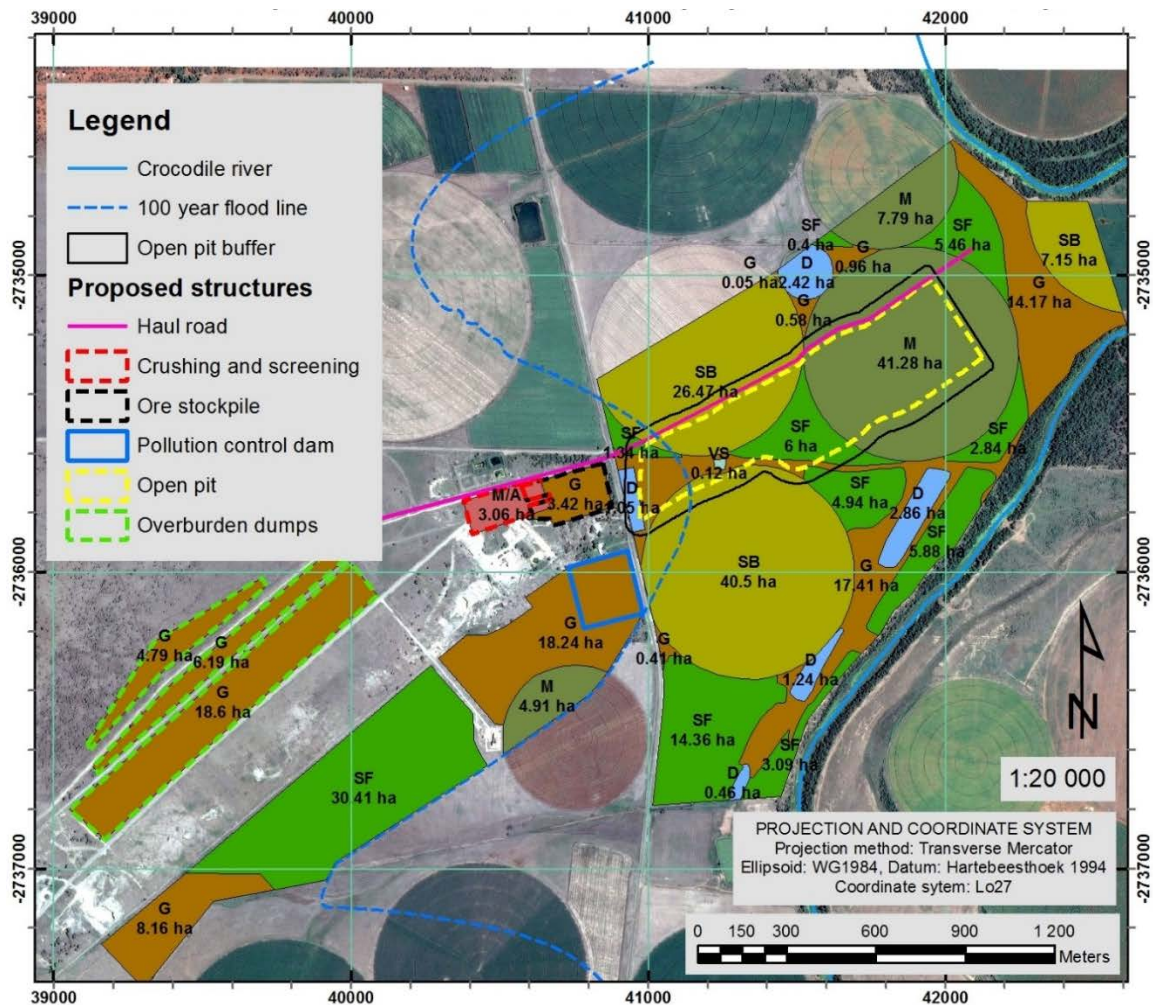 39000 40000 41000 42000
Legend
Crocodile river
100 year flood line
Open pit buffer
Proposed structures
Haul road
Crushing and screening
Ore stockpile
Pollution control dam
Open pit
Overburden dumps
-2735000
-2736000
-2737000
M
7.79 ha
SF
0.4 ha
G
0.96 ha
SF
5.46 ha
SB
7.15 ha
G
0.05 ha
D
2.42 ha
G
0.58 ha
G
14.17 ha
M
41.28 ha
SB
26.47 ha
SF
1.34 ha
SF
6 ha
SF
2.84 ha
VS
0.12 ha
M/A
3.06 ha
G
3.42 ha
D
.05 ha
SF
4.94 ha
D
2.86 ha
SF
5.88 ha
SB
40.5 ha
G
17.41 ha
G
18.24 ha
G
0.41 ha
D
1.24 ha
M
4.91 ha
G
4.79 ha
G
6.19 ha
G
18.6 ha
SF
14.36 ha
SF
3.09 ha
D
0.46 ha
SF
30.41 ha
G
8.16 ha
N
1:20 000
PROJECTION AND COORDINATE SYSTEM
Projection method: Transverse Mercator
Ellipsoid: WG1984, Datum: Hartebeesthoek 1994
Coordinate sytem: Lo27
0 150 300 600 900 1200
Meters
-2735000
-2736000
-2737000
39000 40000 41000 42000